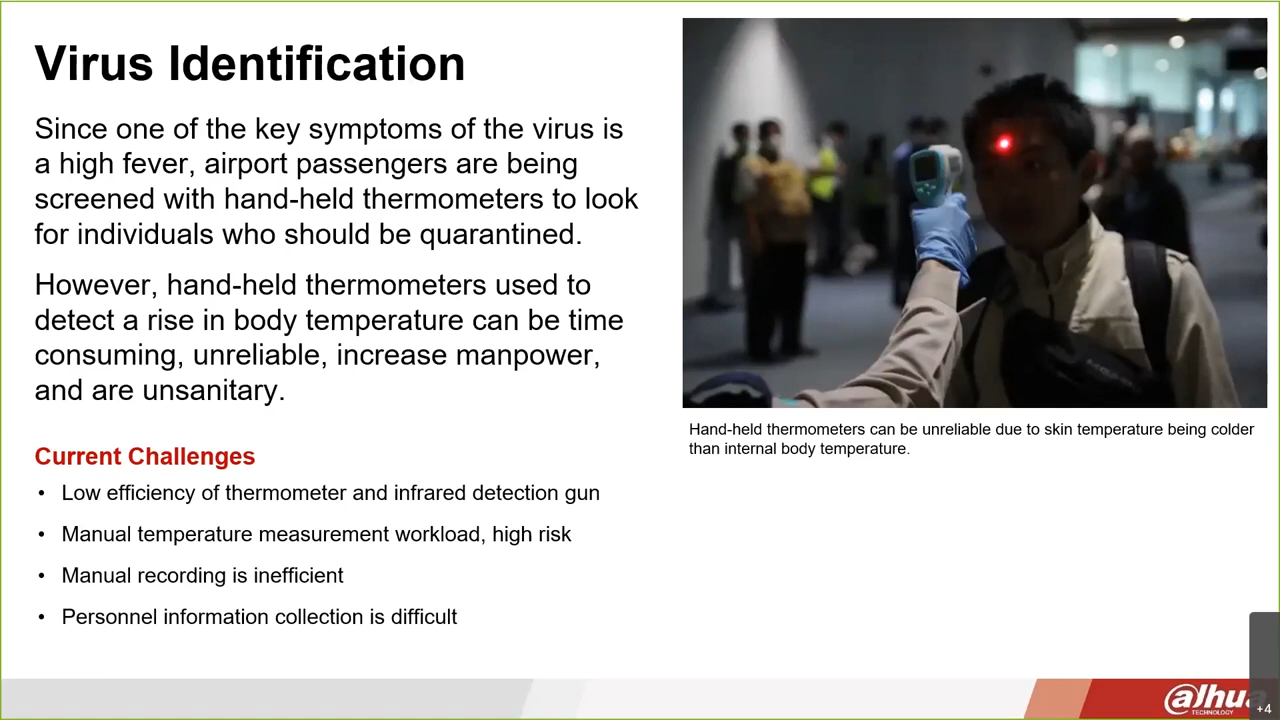 Virus Identification
Since one of the key symptoms of the virus is
a high fever, airport passengers are being
screened with hand-held thermometers to look
for individuals who should be quarantined.
However, hand-held thermometers used to
detect a rise in body temperature can be time
consuming, unreliable, increase manpower,
and are unsanitary.
Current Challenges
• Low efficiency of thermometer and infrared detection gun
• Manual temperature measurement workload, high risk
• Manual recording is inefficient
• Personnel information collection is difficult
Hand-held thermometers can be unreliable due to skin temperature being colder
than internal body temperature.
alhua
TECHNOLOGY
+4